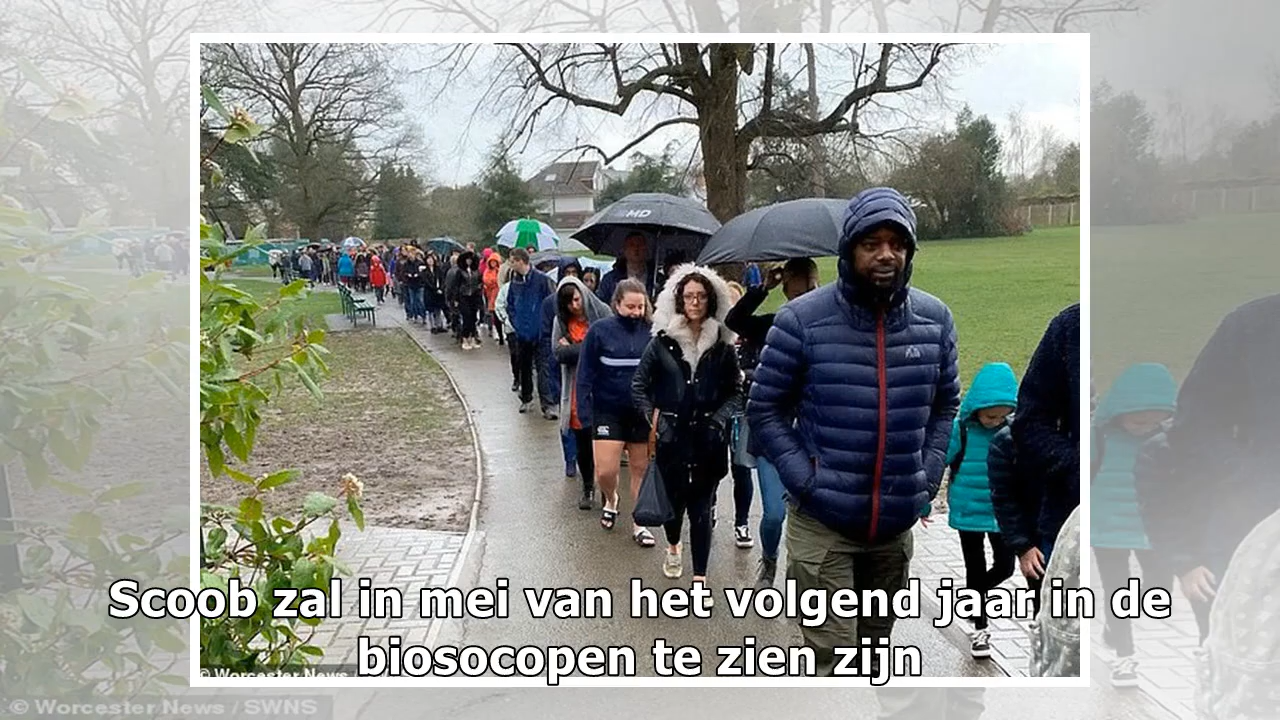 MD
Scoob zal in mei van het volgend jaar in de
biosocopen te zien zijn
© Worcester News /
© Worcester News / SWNS